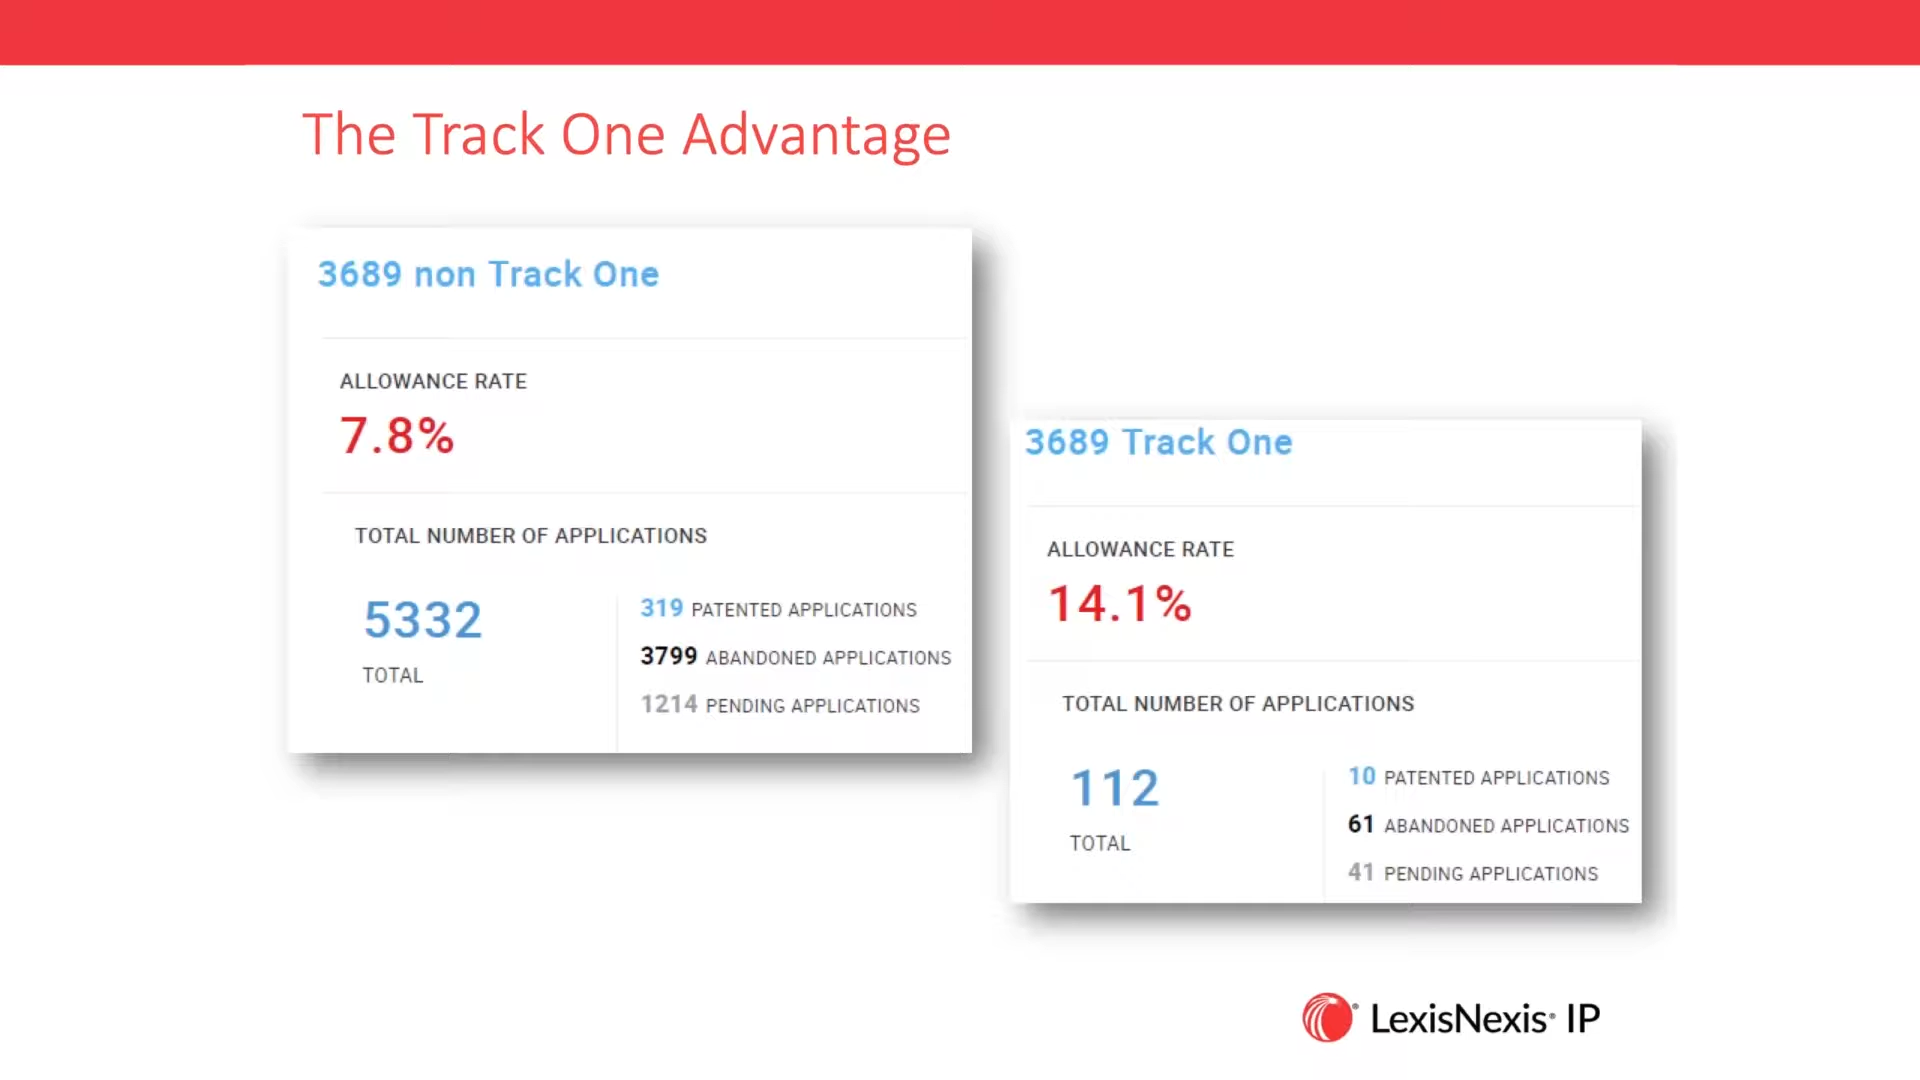 The Track One Advantage
3689 non Track One
ALLOWANCE RATE
7.8%
TOTAL NUMBER OF APPLICATIONS
5332
TOTAL
319 PATENTED APPLICATIONS
3799 ABANDONED APPLICATIONS
1214 PENDING APPLICATIONS
3689 Track One
ALLOWANCE RATE
14.1%
TOTAL NUMBER OF APPLICATIONS
112
TOTAL
10 PATENTED APPLICATIONS
61 ABANDONED APPLICATIONS
41 PENDING APPLICATIONS
LexisNexis® IP